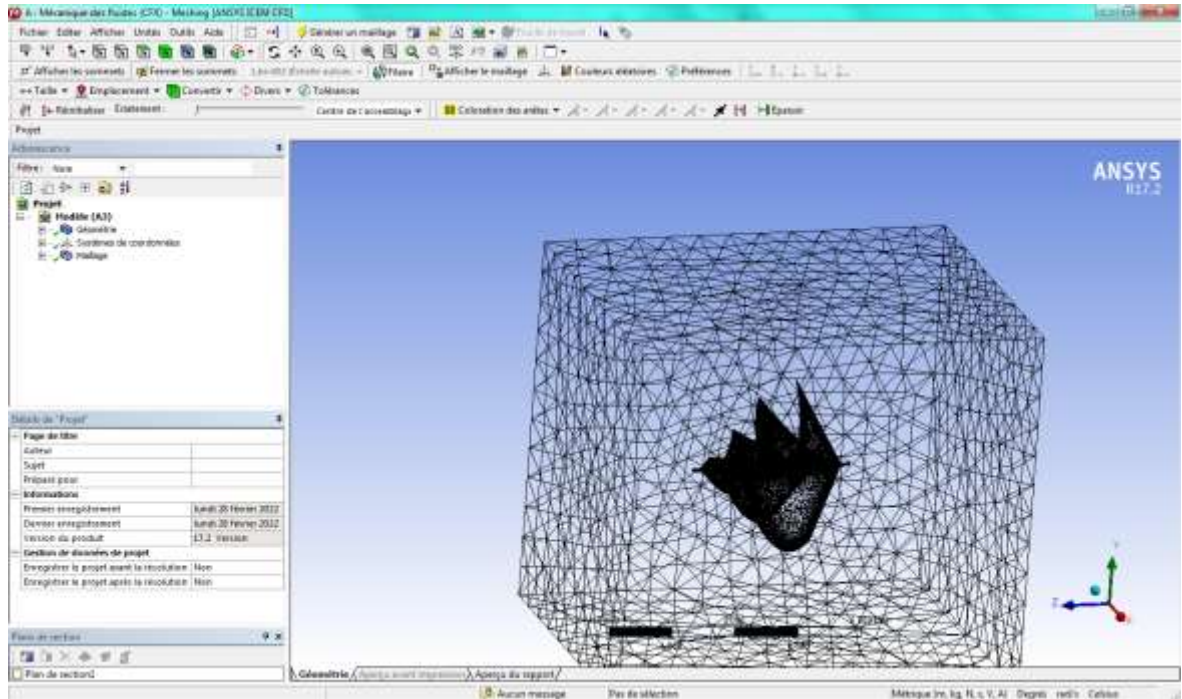 A : Mécanique des fluides (CFX) - Meshing [ANSYS ICEM CFD]
Fichier Editer Afficher Unités Outils Aide Générer un maillage
Afficher les sommets Fermer les sommets Afficher le maillage Couleurs aléatoires Préférences
Taille Emplacement Convertir Divers Tolérances
Réinitialiser Eclatement : Centre de l'assemblage Coloration des arêtes Epaissir
Projet
Arborescence
Filtre : Nom
Projet
Modèle (A3)
Géométrie
Systèmes de coordonnées
Maillage
Détails de "Projet"
Page de titre
Auteur
Sujet
Préparé pour
Informations
Premier enregistrement lundi 28 février 2022
Dernier enregistrement lundi 28 février 2022
Version du produit 17.2 Version
Gestion de données de projet
Enregistrer le projet avant la résolution Non
Enregistrer le projet après la résolution Non
Plans de section
Plan de section1
ANSYS
R17.2
Y
Z
X
Géométrie Aperçu avant impression Aperçu du rapport
Aucun message Pas de sélection Métrique (m, kg, N, s, V, A) Degrés rad/s Celsius